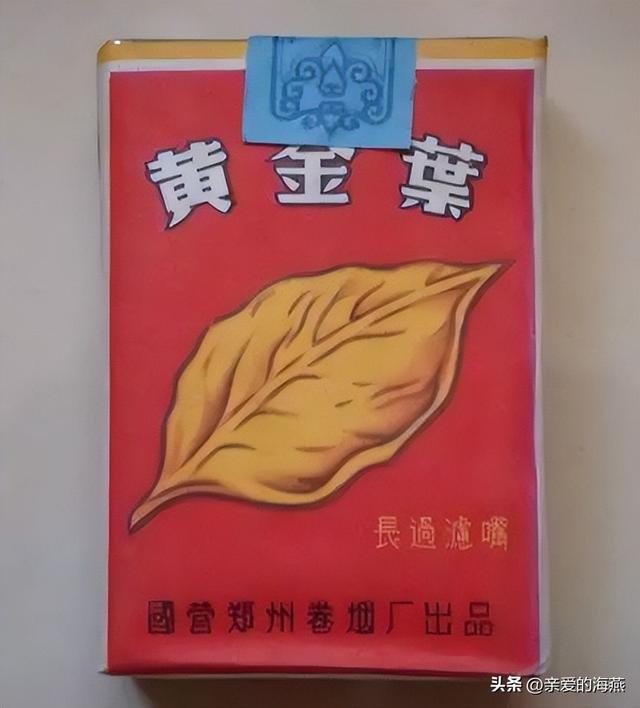 黄金葉
長過濾嘴
國营郑州卷烟厂出品
头条 @亲爱的海燕